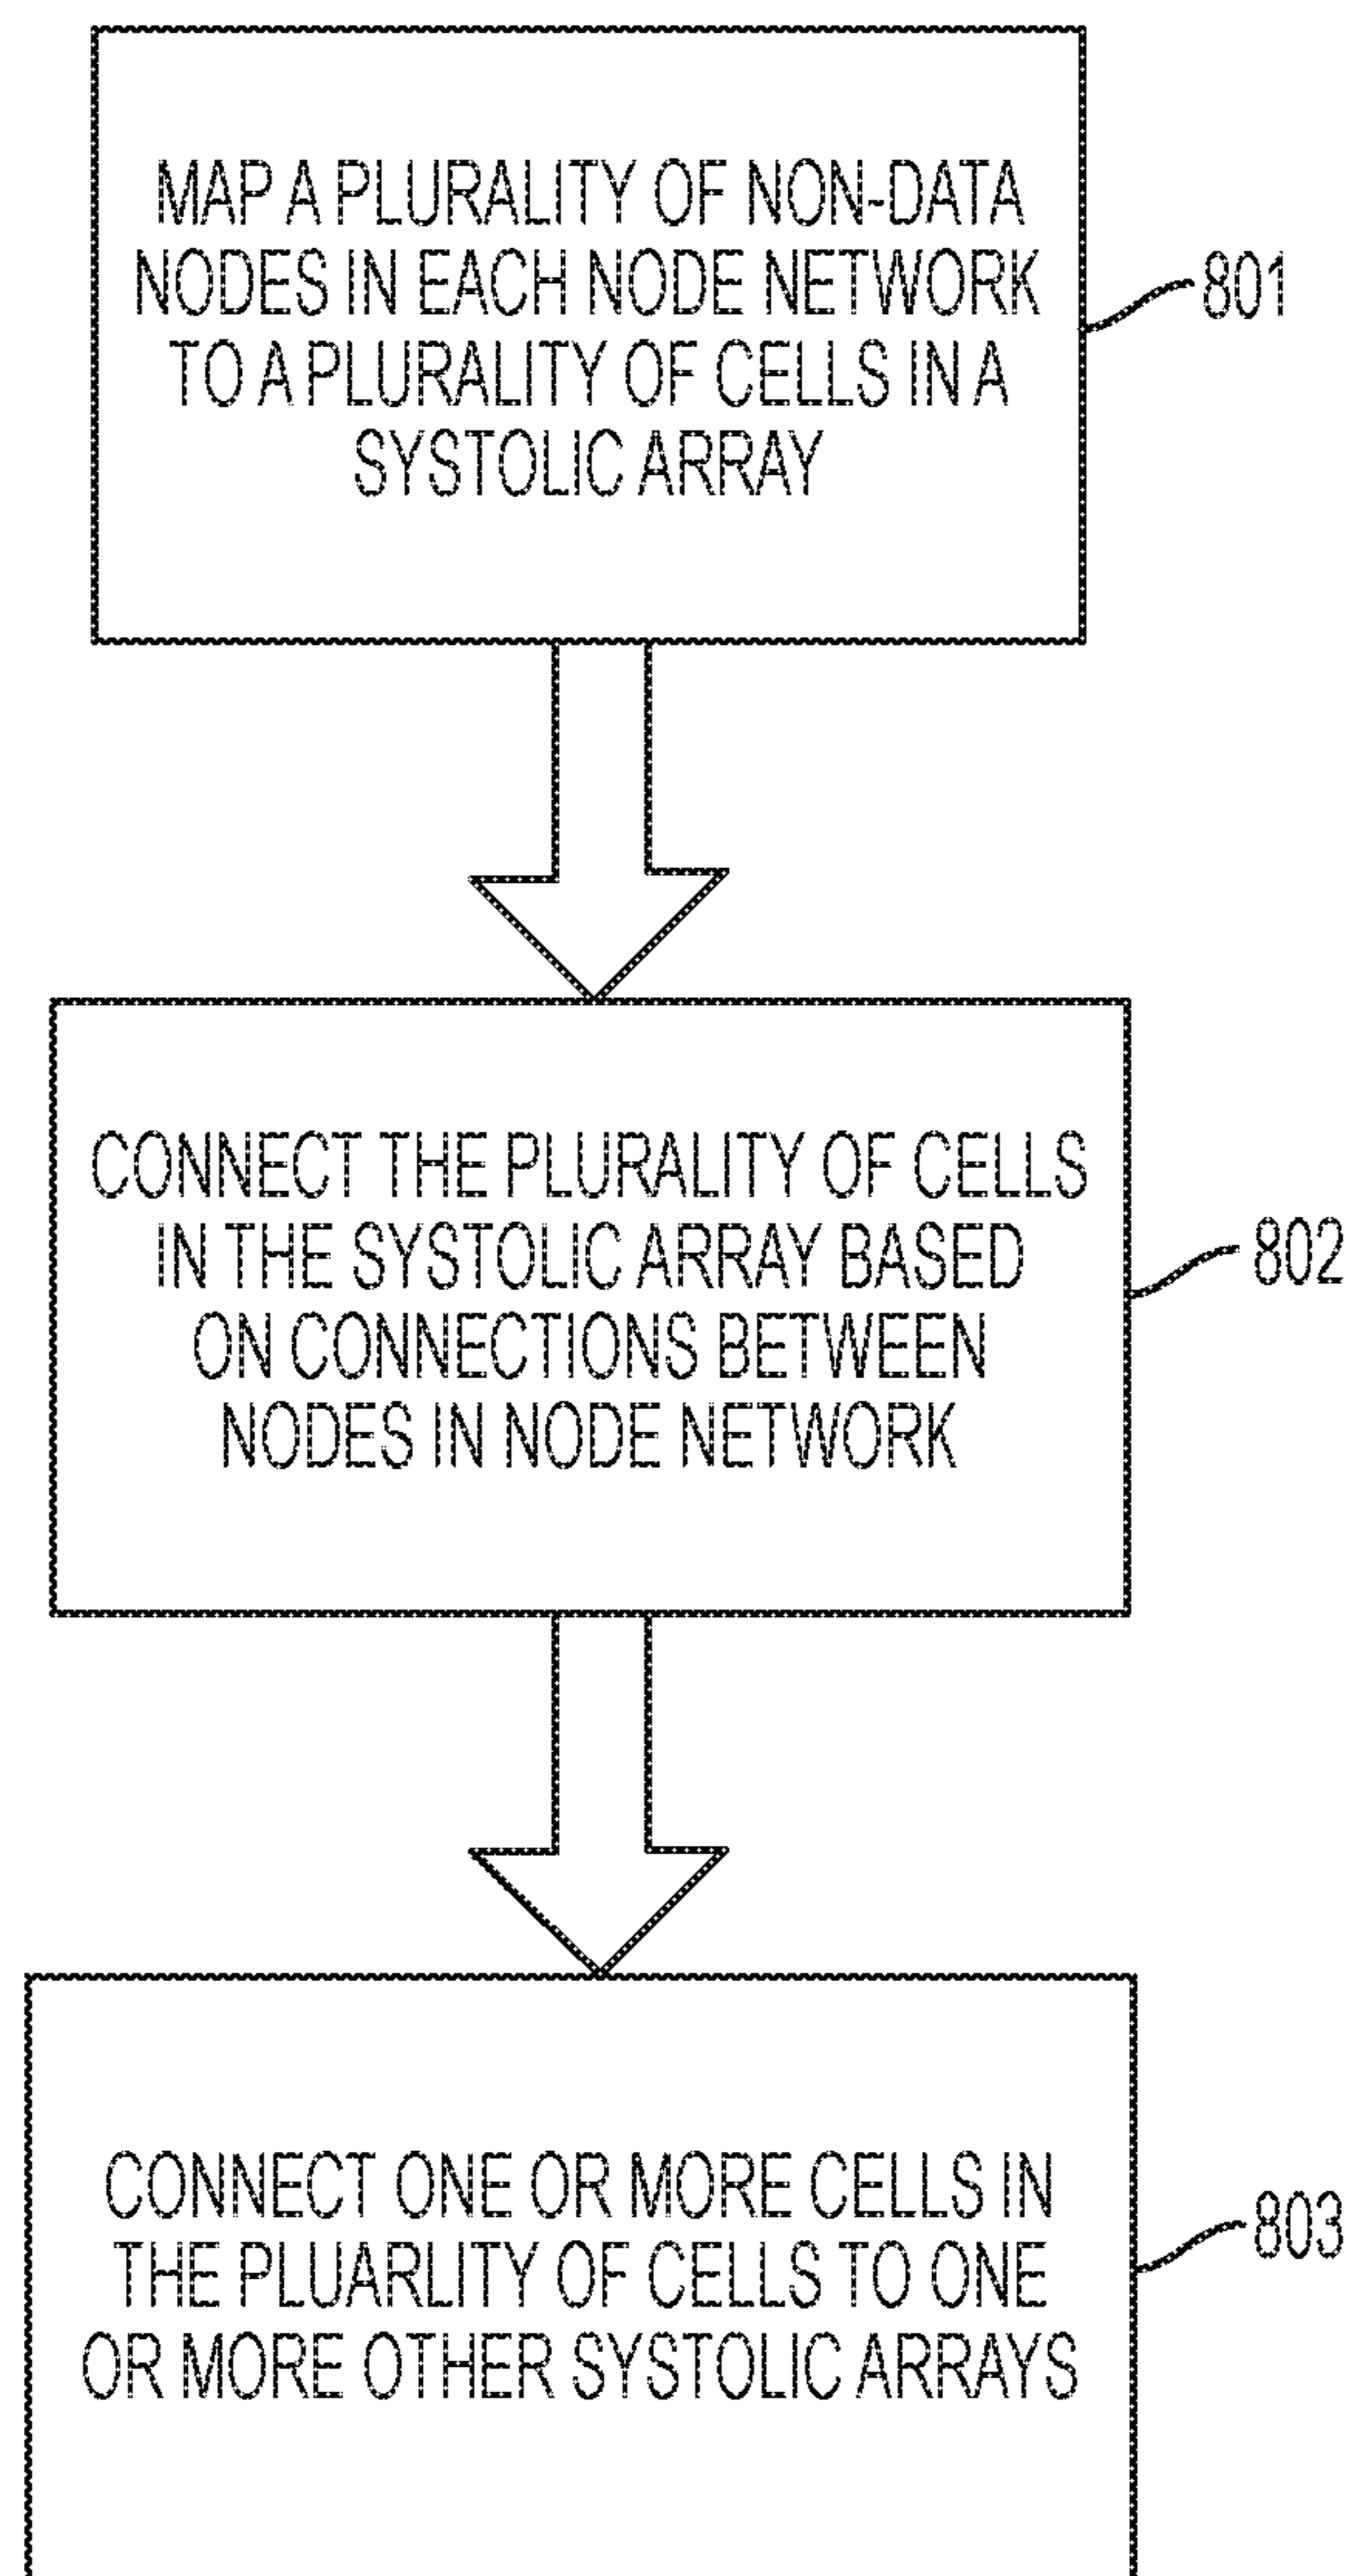 MAP A PLURALITY OF NON-DATA
NODES IN EACH NODE NETWORK
TO A PLURALITY OF CELLS IN A
SYSTOLIC ARRAY
801
CONNECT THE PLURALITY OF CELLS
IN THE SYSTOLIC ARRAY BASED
ON CONNECTIONS BETWEEN
NODES IN NODE NETWORK
802
CONNECT ONE OR MORE CELLS IN
THE PLUARLITY OF CELLS TO ONE
OR MORE OTHER SYSTOLIC ARRAYS
803